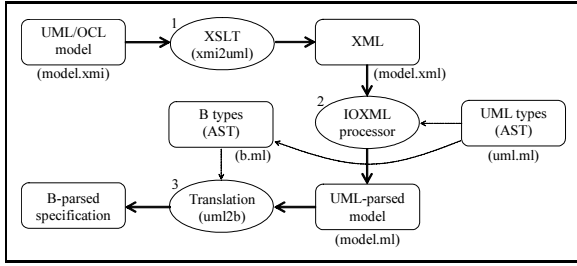 1
UML/OCL
model
(model.xmi)
XSLT
(xmi2uml)
XML
(model.xml)
2
IOXML
processor
B types
(AST)
(b.ml)
UML types
(AST)
(uml.ml)
3
B-parsed
specification
Translation
(uml2b)
UML-parsed
model
(model.ml)